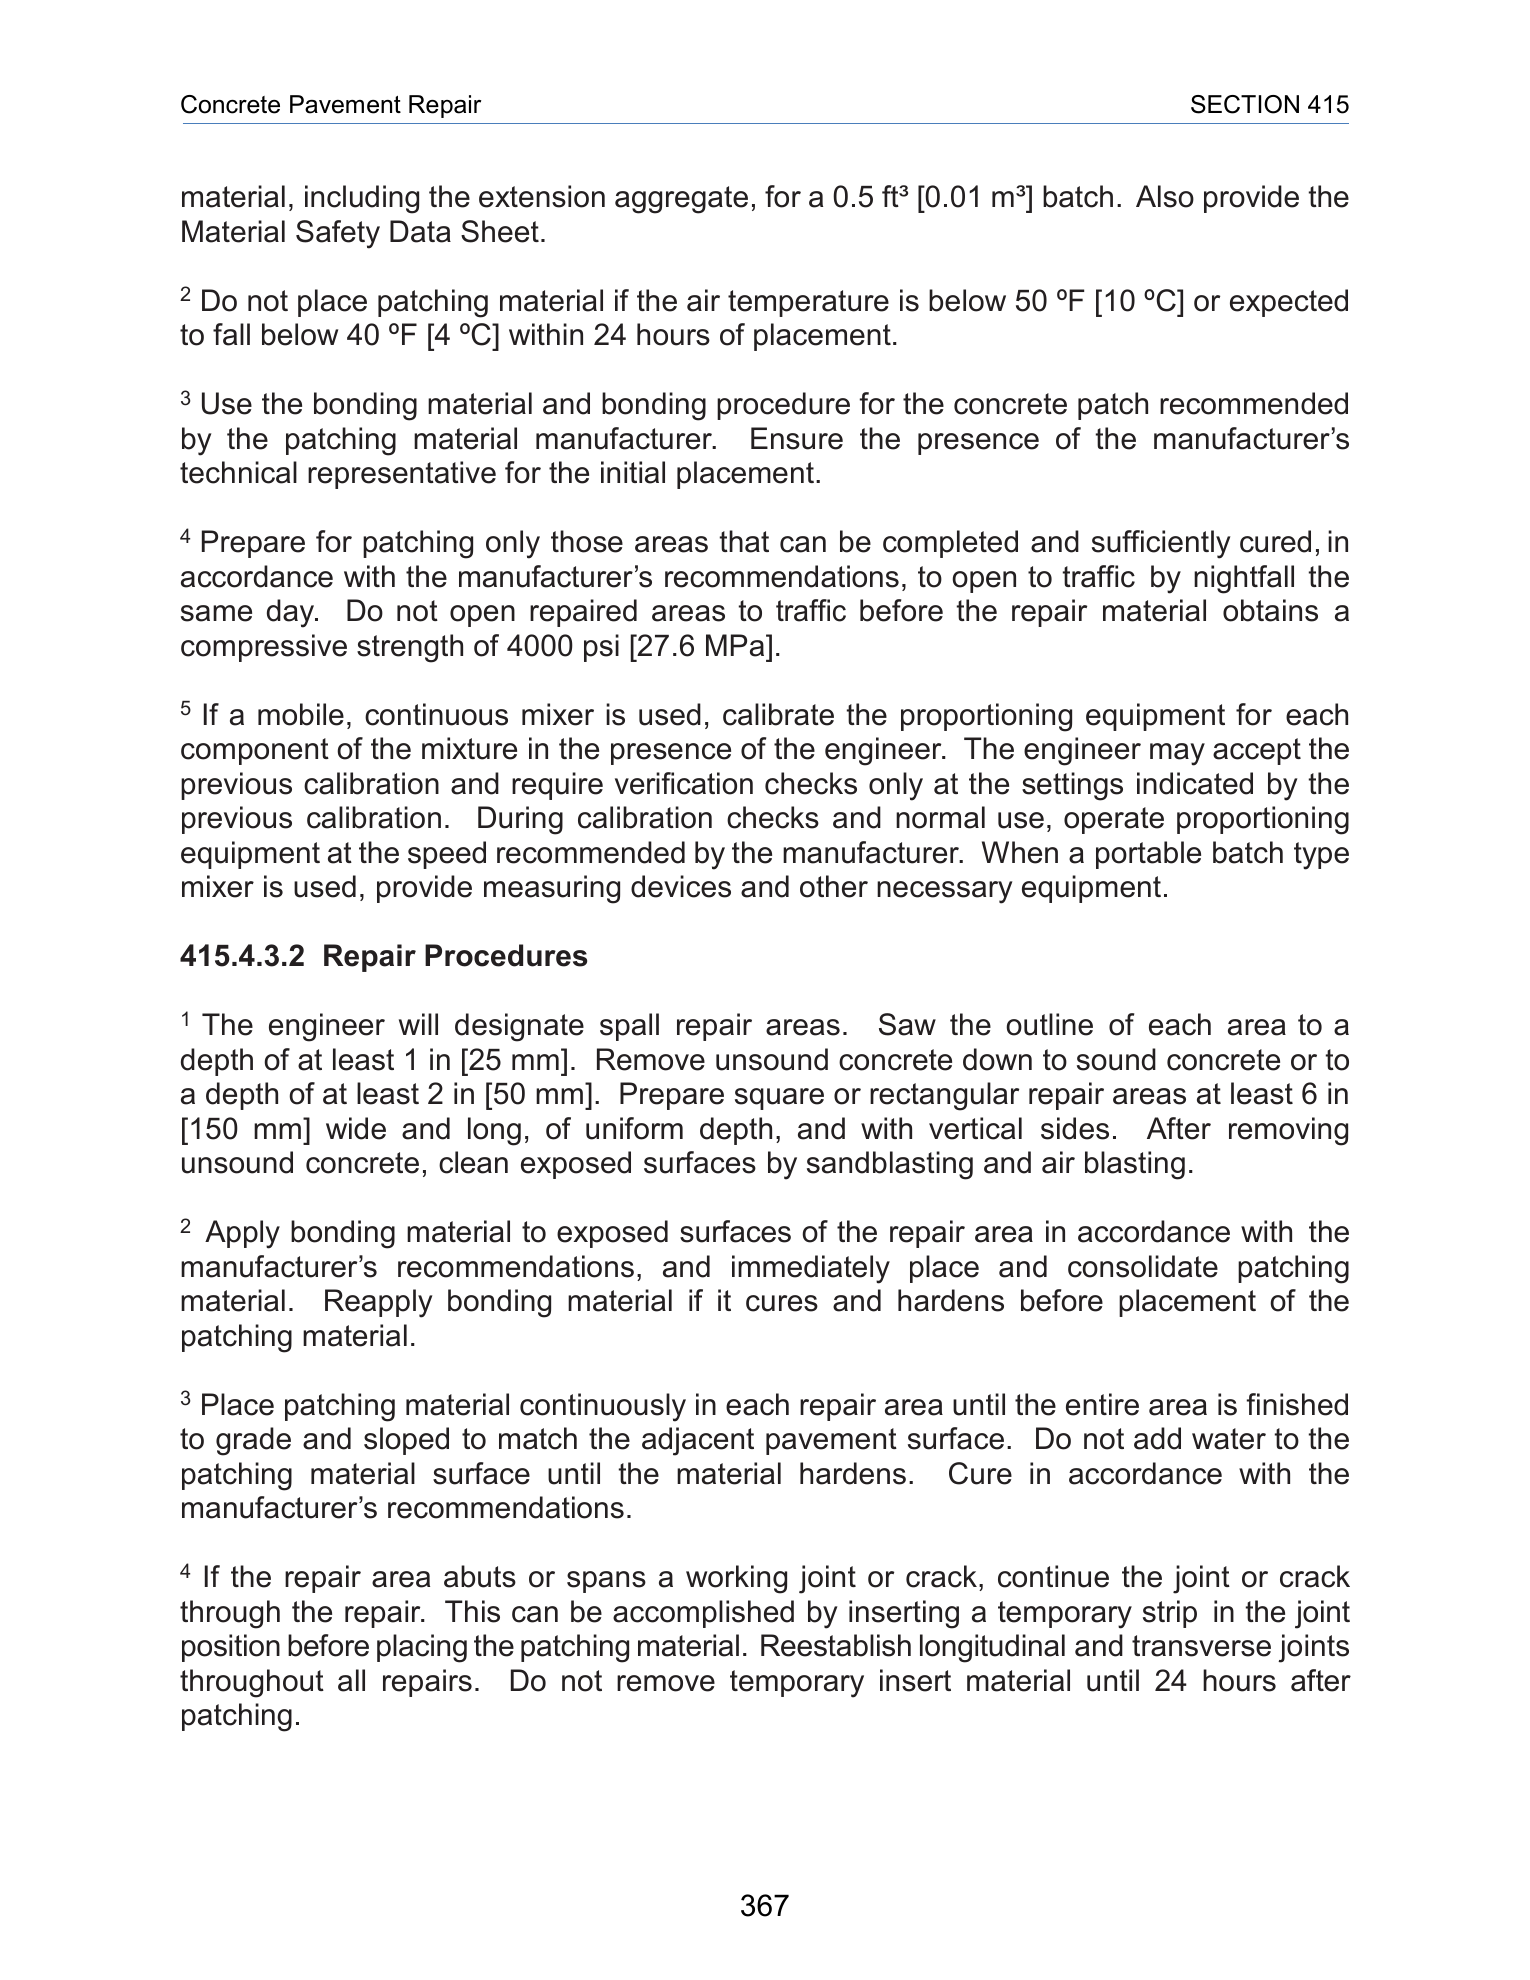 Concrete Pavement Repair SECTION 415
material, including the extension aggregate, for a 0.5 ft³ [0.01 m³] batch. Also provide the
Material Safety Data Sheet.
² Do not place patching material if the air temperature is below 50 ºF [10 ºC] or expected
to fall below 40 ºF [4 ºC] within 24 hours of placement.
³ Use the bonding material and bonding procedure for the concrete patch recommended
by the patching material manufacturer. Ensure the presence of the manufacturer’s
technical representative for the initial placement.
⁴ Prepare for patching only those areas that can be completed and sufficiently cured, in
accordance with the manufacturer’s recommendations, to open to traffic by nightfall the
same day. Do not open repaired areas to traffic before the repair material obtains a
compressive strength of 4000 psi [27.6 MPa].
⁵ If a mobile, continuous mixer is used, calibrate the proportioning equipment for each
component of the mixture in the presence of the engineer. The engineer may accept the
previous calibration and require verification checks only at the settings indicated by the
previous calibration. During calibration checks and normal use, operate proportioning
equipment at the speed recommended by the manufacturer. When a portable batch type
mixer is used, provide measuring devices and other necessary equipment.
415.4.3.2 Repair Procedures
¹ The engineer will designate spall repair areas. Saw the outline of each area to a
depth of at least 1 in [25 mm]. Remove unsound concrete down to sound concrete or to
a depth of at least 2 in [50 mm]. Prepare square or rectangular repair areas at least 6 in
[150 mm] wide and long, of uniform depth, and with vertical sides. After removing
unsound concrete, clean exposed surfaces by sandblasting and air blasting.
² Apply bonding material to exposed surfaces of the repair area in accordance with the
manufacturer’s recommendations, and immediately place and consolidate patching
material. Reapply bonding material if it cures and hardens before placement of the
patching material.
³ Place patching material continuously in each repair area until the entire area is finished
to grade and sloped to match the adjacent pavement surface. Do not add water to the
patching material surface until the material hardens. Cure in accordance with the
manufacturer’s recommendations.
⁴ If the repair area abuts or spans a working joint or crack, continue the joint or crack
through the repair. This can be accomplished by inserting a temporary strip in the joint
position before placing the patching material. Reestablish longitudinal and transverse joints
throughout all repairs. Do not remove temporary insert material until 24 hours after
patching.
367